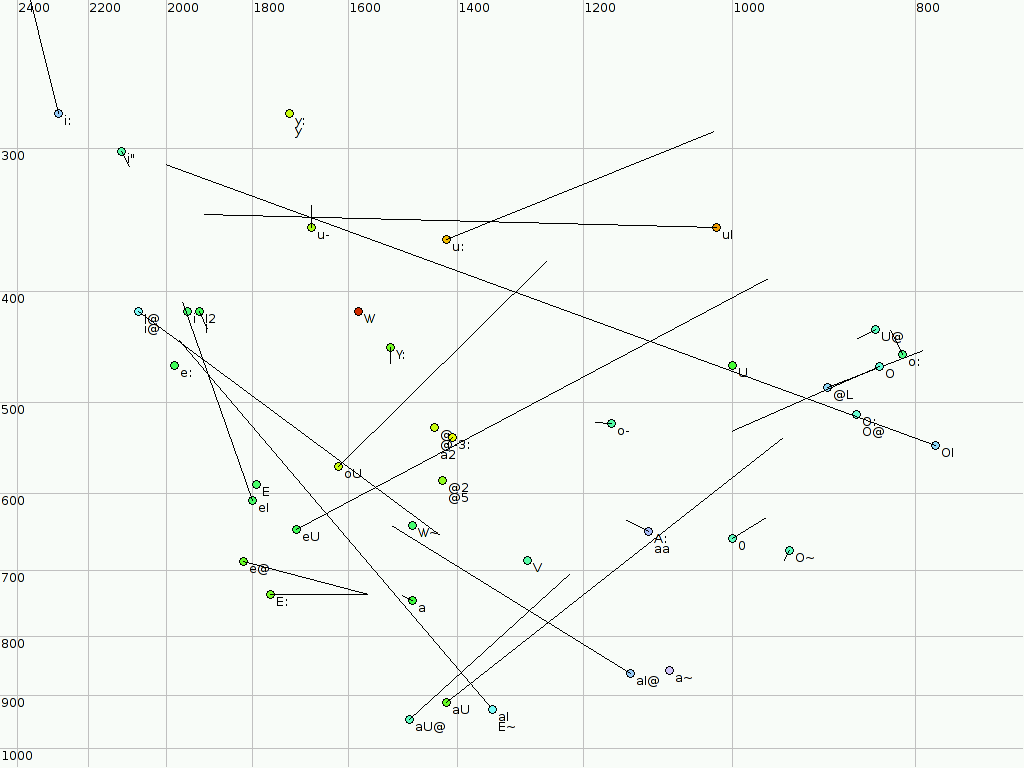 2400 2200 2000 1800 1600 1400 1200 1000 800
i:
y:
y
300
i"
u-
u:
uI
400
I@
i@
i
I2
I
W
Y:
U@
o:
e:
U
O
@L
500
O:
O@
o-
@
@-
3:
a2
OI
oU
600
E
eI
@2
@5
eU
W~
A:
aa
0
O~
700
e@
V
E:
a
800
aI@
a~
900
aU
aI
E~
aU@
1000